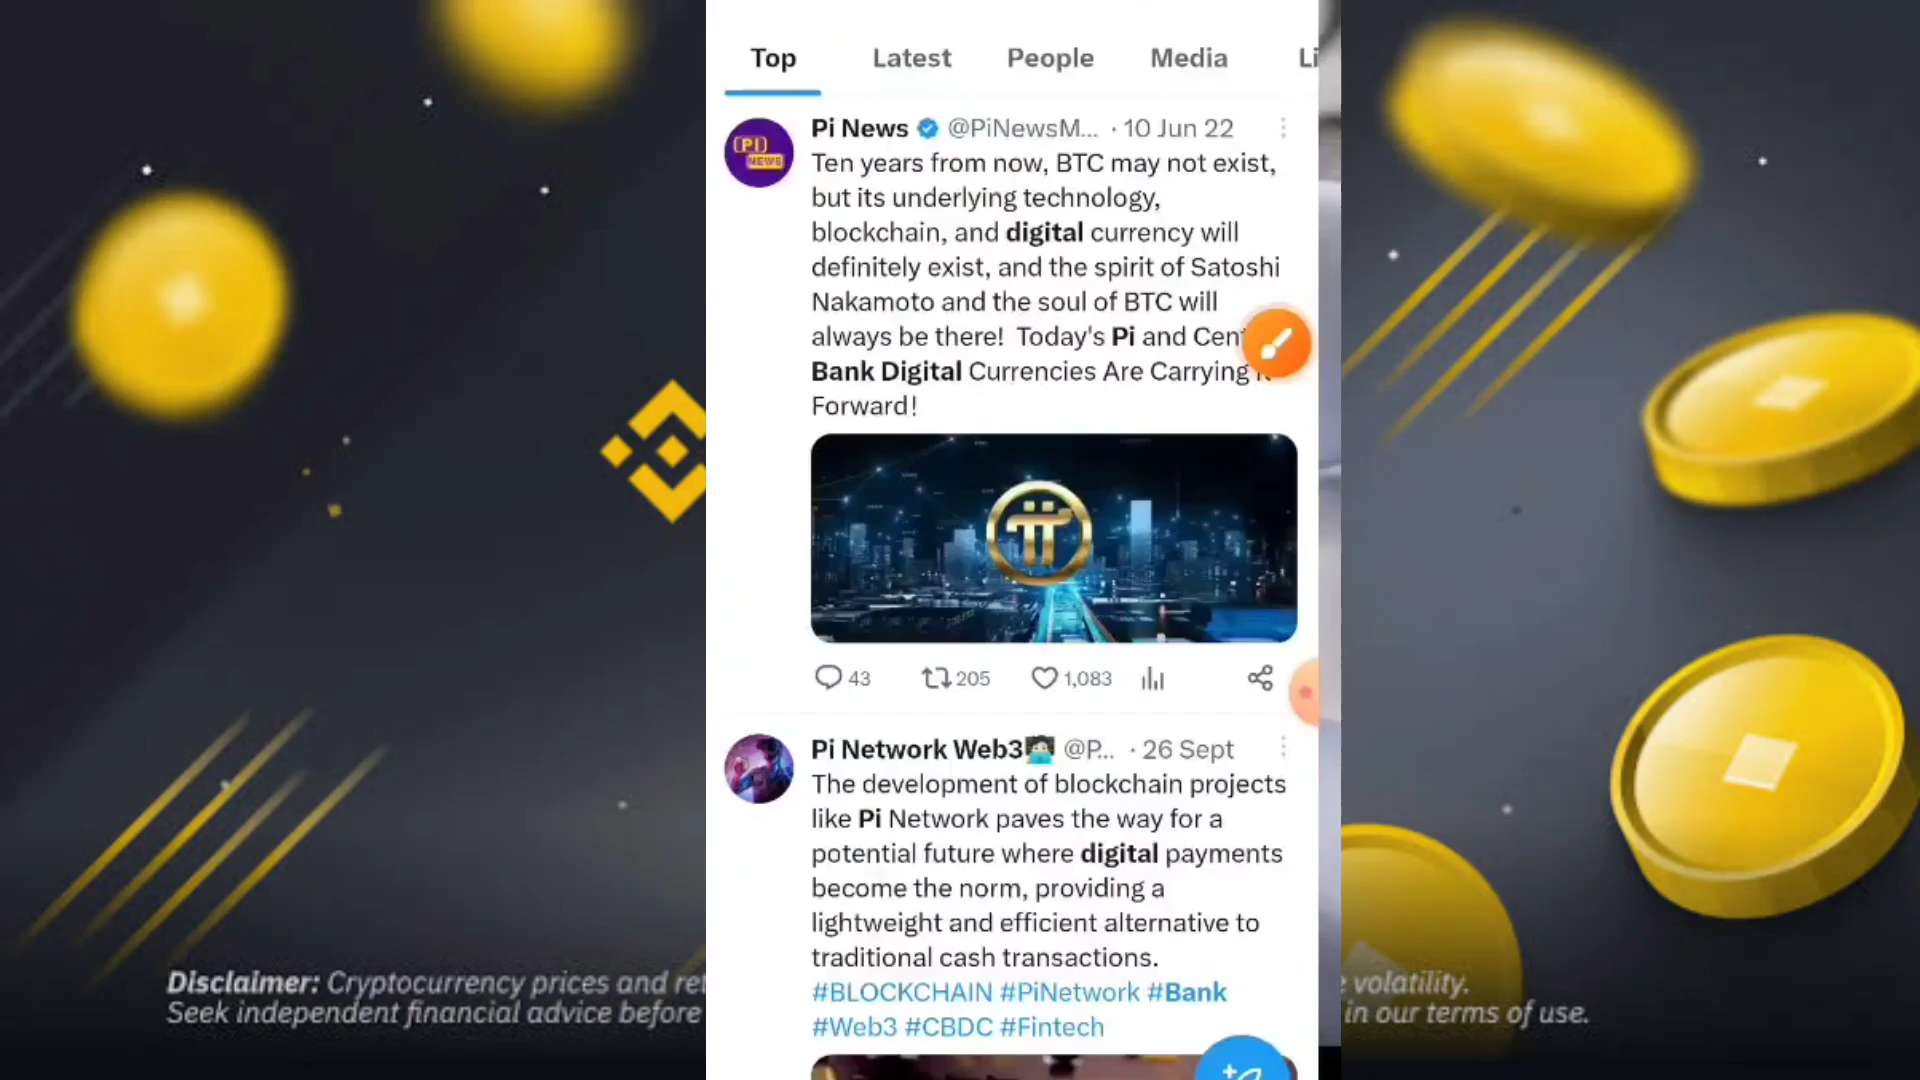 Top Latest People Media Li
Pi News @PiNewsM... · 10 Jun 22
Ten years from now, BTC may not exist,
but its underlying technology,
blockchain, and digital currency will
definitely exist, and the spirit of Satoshi
Nakamoto and the soul of BTC will
always be there! Today's Pi and Cen
Bank Digital Currencies Are Carrying
Forward!
(PI)
NEWS
43 205 1,083
Pi Network Web3 @P... · 26 Sept
The development of blockchain projects
like Pi Network paves the way for a
potential future where digital payments
become the norm, providing a
lightweight and efficient alternative to
traditional cash transactions.
#BLOCKCHAIN #PiNetwork #Bank
#Web3 #CBDC #Fintech
Disclaimer: Cryptocurrency prices and ret
Seek independent financial advice before
volatility.
in our terms of use.